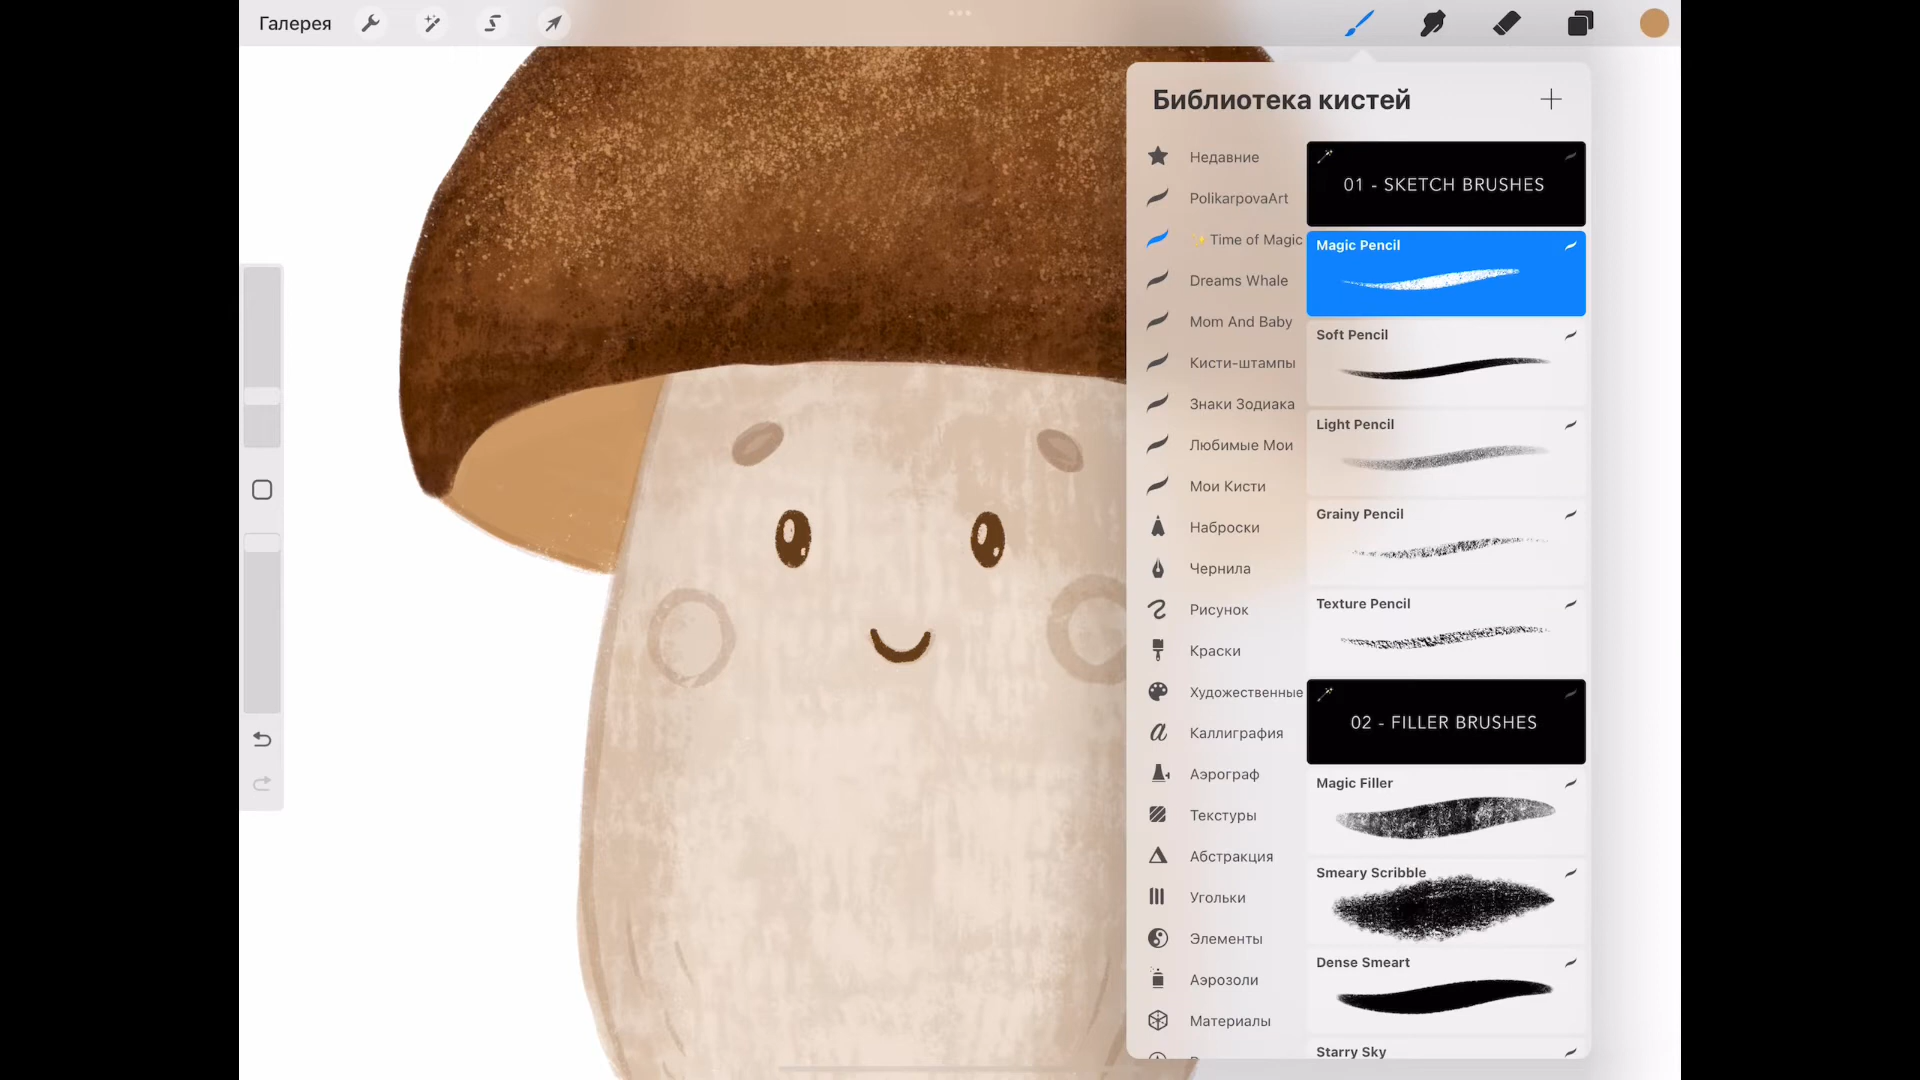 Галерея
Библиотека кистей
Недавние
PolikarpovaArt
✨ Time of Magic
Dreams Whale
Mom And Baby
Кисти-штампы
Знаки Зодиака
Любимые Мои
Мои Кисти
Наброски
Чернила
Рисунок
Краски
Художественные
Каллиграфия
Аэрограф
Текстуры
Абстракция
Угольки
Элементы
Аэрозоли
Материалы
01 - SKETCH BRUSHES
Magic Pencil
Soft Pencil
Light Pencil
Grainy Pencil
Texture Pencil
02 - FILLER BRUSHES
Magic Filler
Smeary Scribble
Dense Smeart
Starry Sky